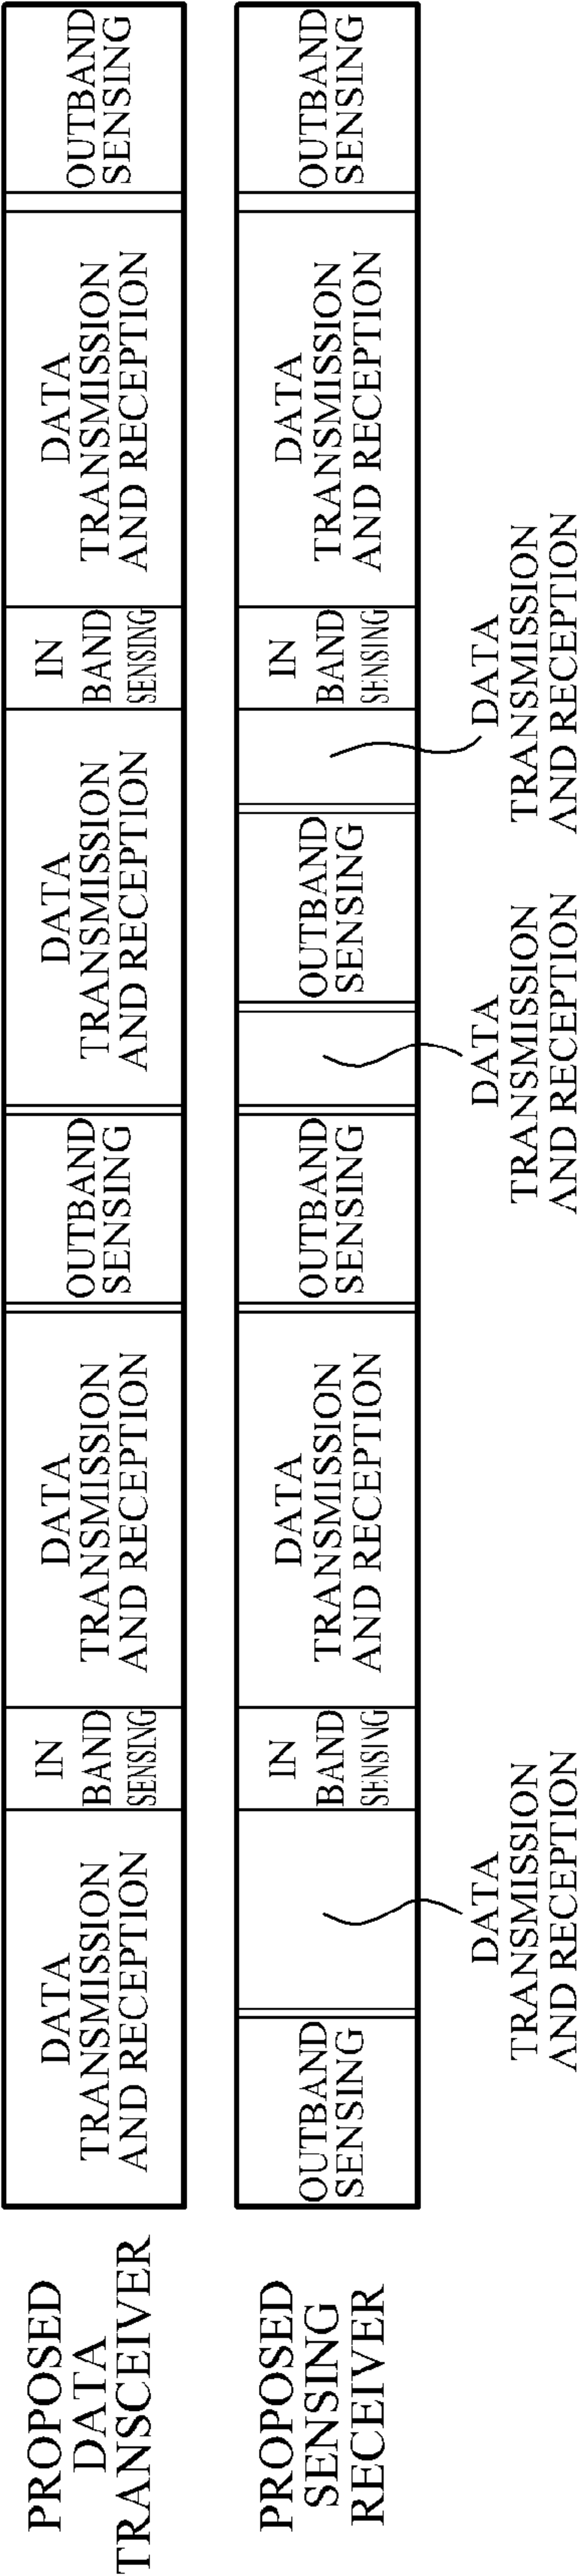 PROPOSED
DATA
TRANSCEIVER
DATA
TRANSMISSION
AND RECEPTION
IN
BAND
SENSING
DATA
TRANSMISSION
AND RECEPTION
OUTBAND
SENSING
DATA
TRANSMISSION
AND RECEPTION
IN
BAND
SENSING
DATA
TRANSMISSION
AND RECEPTION
OUTBAND
SENSING
PROPOSED
SENSING
RECEIVER
OUTBAND
SENSING
IN
BAND
SENSING
DATA
TRANSMISSION
AND RECEPTION
OUTBAND
SENSING
OUTBAND
SENSING
IN
BAND
SENSING
DATA
TRANSMISSION
AND RECEPTION
OUTBAND
SENSING
DATA
TRANSMISSION
AND RECEPTION
DATA
TRANSMISSION
AND RECEPTION
DATA
TRANSMISSION
AND RECEPTION